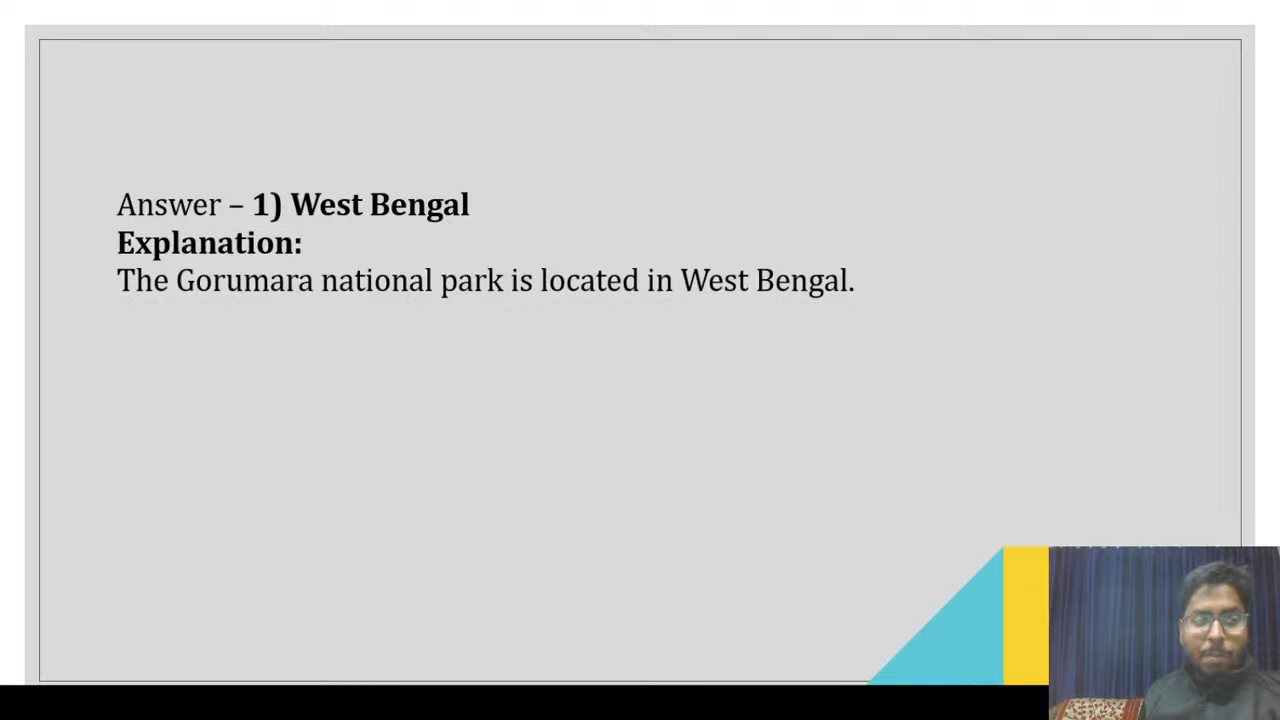 Answer – 1) West Bengal
Explanation:
The Gorumara national park is located in West Bengal.